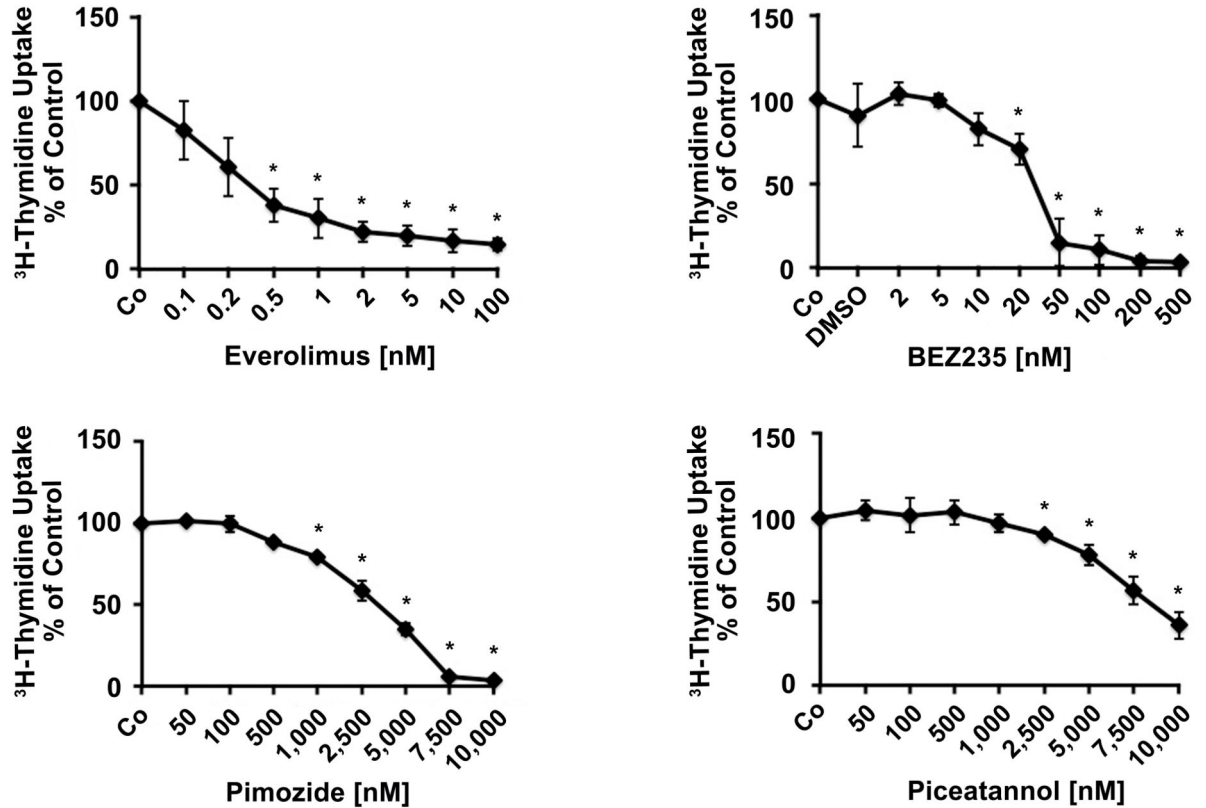 ³H-Thymidine Uptake
% of Control
150
100
50
0
* * * * * *
Co 0.1 0.2 0.5 1 2 5 10 100
Everolimus [nM]
³H-Thymidine Uptake
% of Control
150
100
50
0
* * * * *
Co DMSO 2 5 10 20 50 100 200 500
BEZ235 [nM]
³H-Thymidine Uptake
% of Control
150
100
50
0
* * * * *
Co 50 100 500 1,000 2,500 5,000 7,500 10,000
Pimozide [nM]
³H-Thymidine Uptake
% of Control
150
100
50
0
* * * *
Co 50 100 500 1,000 2,500 5,000 7,500 10,000
Piceatannol [nM]